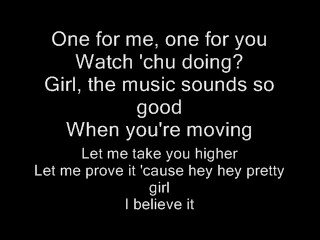 One for me, one for you
Watch 'chu doing?
Girl, the music sounds so
good
When you're moving
Let me take you higher
Let me prove it 'cause hey hey pretty
girl
I believe it